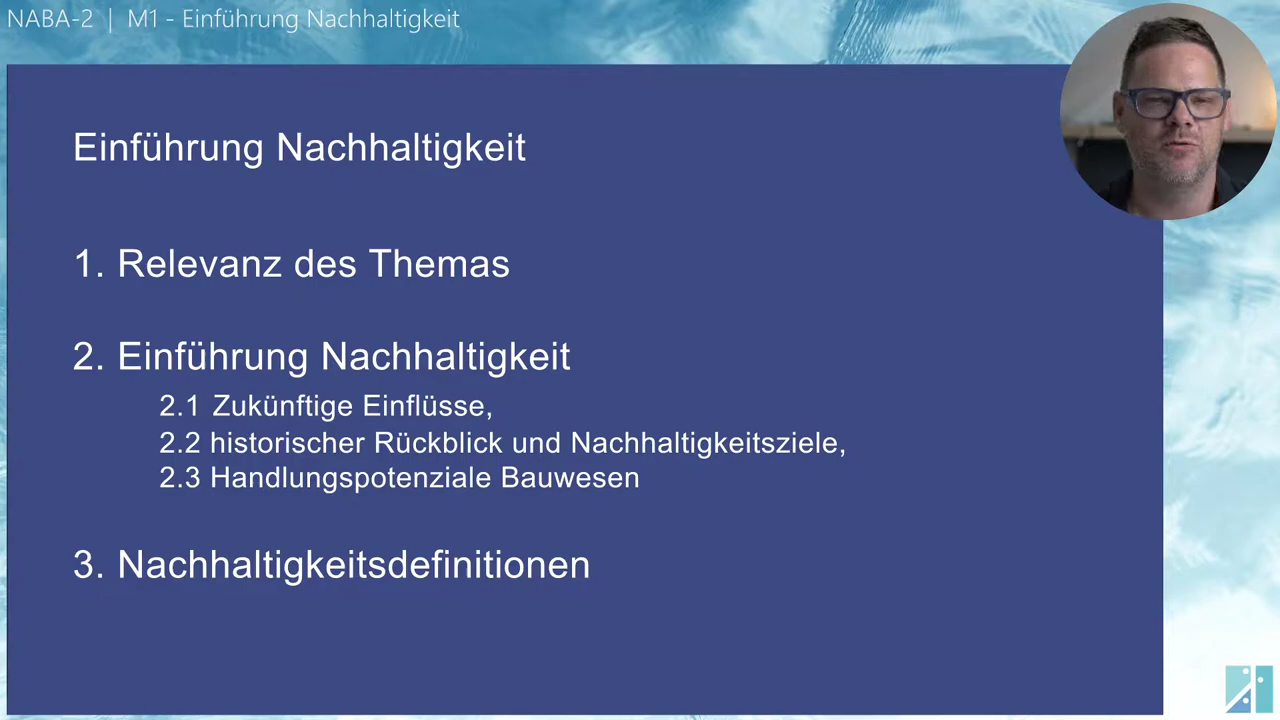 NABA-2 | M1 - Einführung Nachhaltigkeit
Einführung Nachhaltigkeit
1. Relevanz des Themas
2. Einführung Nachhaltigkeit
2.1 Zukünftige Einflüsse,
2.2 historischer Rückblick und Nachhaltigkeitsziele,
2.3 Handlungspotenziale Bauwesen
3. Nachhaltigkeitsdefinitionen